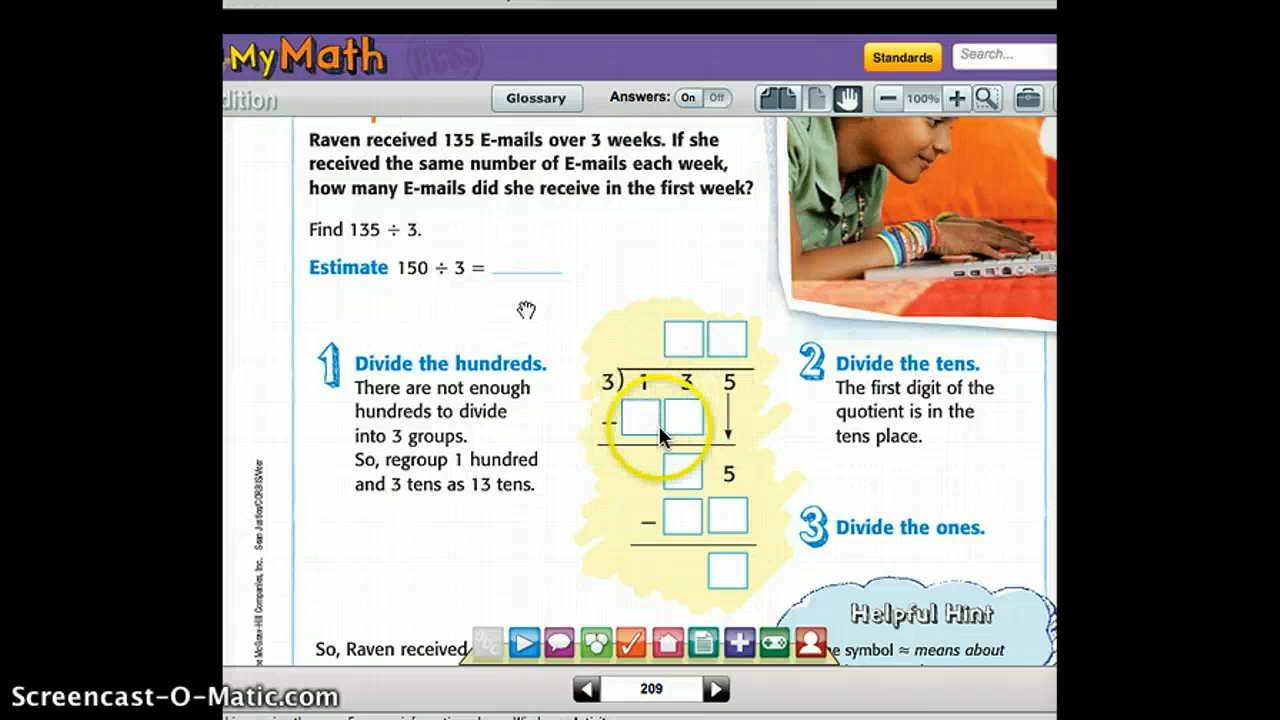 My Math
Standards
Search...
dition
Glossary
Answers:
On
Off
100%
Raven received 135 E-mails over 3 weeks. If she
received the same number of E-mails each week,
how many E-mails did she receive in the first week?
Find 135 ÷ 3.
Estimate 150 ÷ 3 =
1 Divide the hundreds.
There are not enough
hundreds to divide
into 3 groups.
So, regroup 1 hundred
and 3 tens as 13 tens.
3) 1 3 5
−
5
−
2 Divide the tens.
The first digit of the
quotient is in the
tens place.
3 Divide the ones.
Helpful Hint
e symbol ≈ means about
So, Raven received
209
Screencast-O-Matic.com